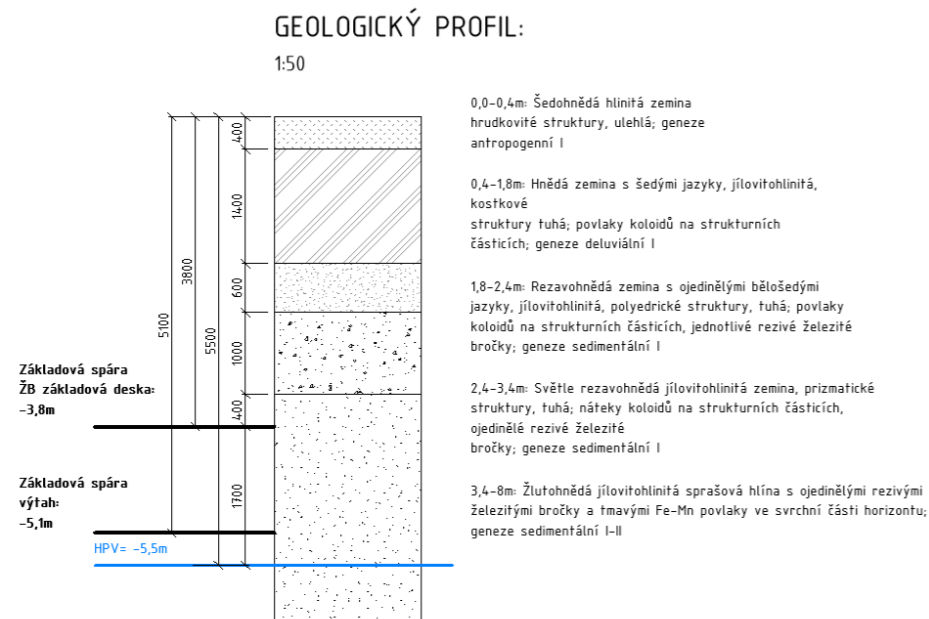 GEOLOGICKÝ PROFIL:
1:50
0,0-0,4m: Šedohnědá hlinitá zemina
hrudkovité struktury, ulehlá; geneze
antropogenní I
0,4-1,8m: Hnědá zemina s šedými jazyky, jílovitohlinitá,
kostkové
struktury tuhá; povlaky koloidů na strukturních
částicích; geneze deluviální I
1,8-2,4m: Rezavohnědá zemina s ojedinělými bělošedými
jazyky, jílovitohlinitá, polyedrické struktury, tuhá; povlaky
koloidů na strukturních částicích, jednotlivé rezivé železité
bročky; geneze sedimentální I
2,4-3,4m: Světle rezavohnědá jílovitohlinitá zemina, prizmatické
struktury, tuhá; náteky koloidů na strukturních částicích,
ojedinělé rezivé železité
bročky; geneze sedimentální I
3,4-8m: Žlutohnědá jílovitohlinitá sprašová hlína s ojedinělými rezivými
železitými bročky a tmavými Fe-Mn povlaky ve svrchní části horizontu;
geneze sedimentální I-II
400
1400
600
1000
400
1700
3800
5100
5500
Základová spára
ŽB základová deska:
-3,8m
Základová spára
výtah:
-5,1m
HPV= -5,5m